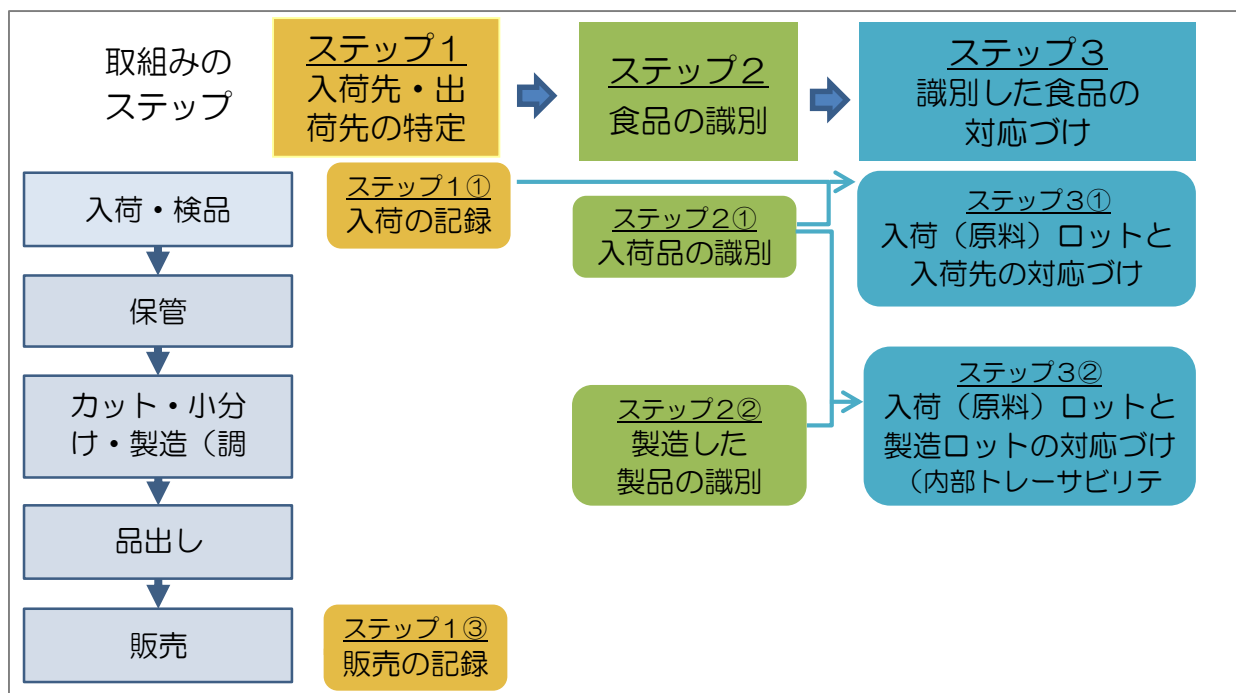 取組みの
ステップ
ステップ１
入荷先・出
荷先の特定
ステップ２
食品の識別
ステップ３
識別した食品の
対応づけ
入荷・検品
ステップ１①
入荷の記録
ステップ２①
入荷品の識別
ステップ３①
入荷（原料）ロットと
入荷先の対応づけ
保管
カット・小分
け・製造（調
ステップ２②
製造した
製品の識別
ステップ３②
入荷（原料）ロットと
製造ロットの対応づけ
（内部トレーサビリテ
品出し
販売
ステップ１③
販売の記録